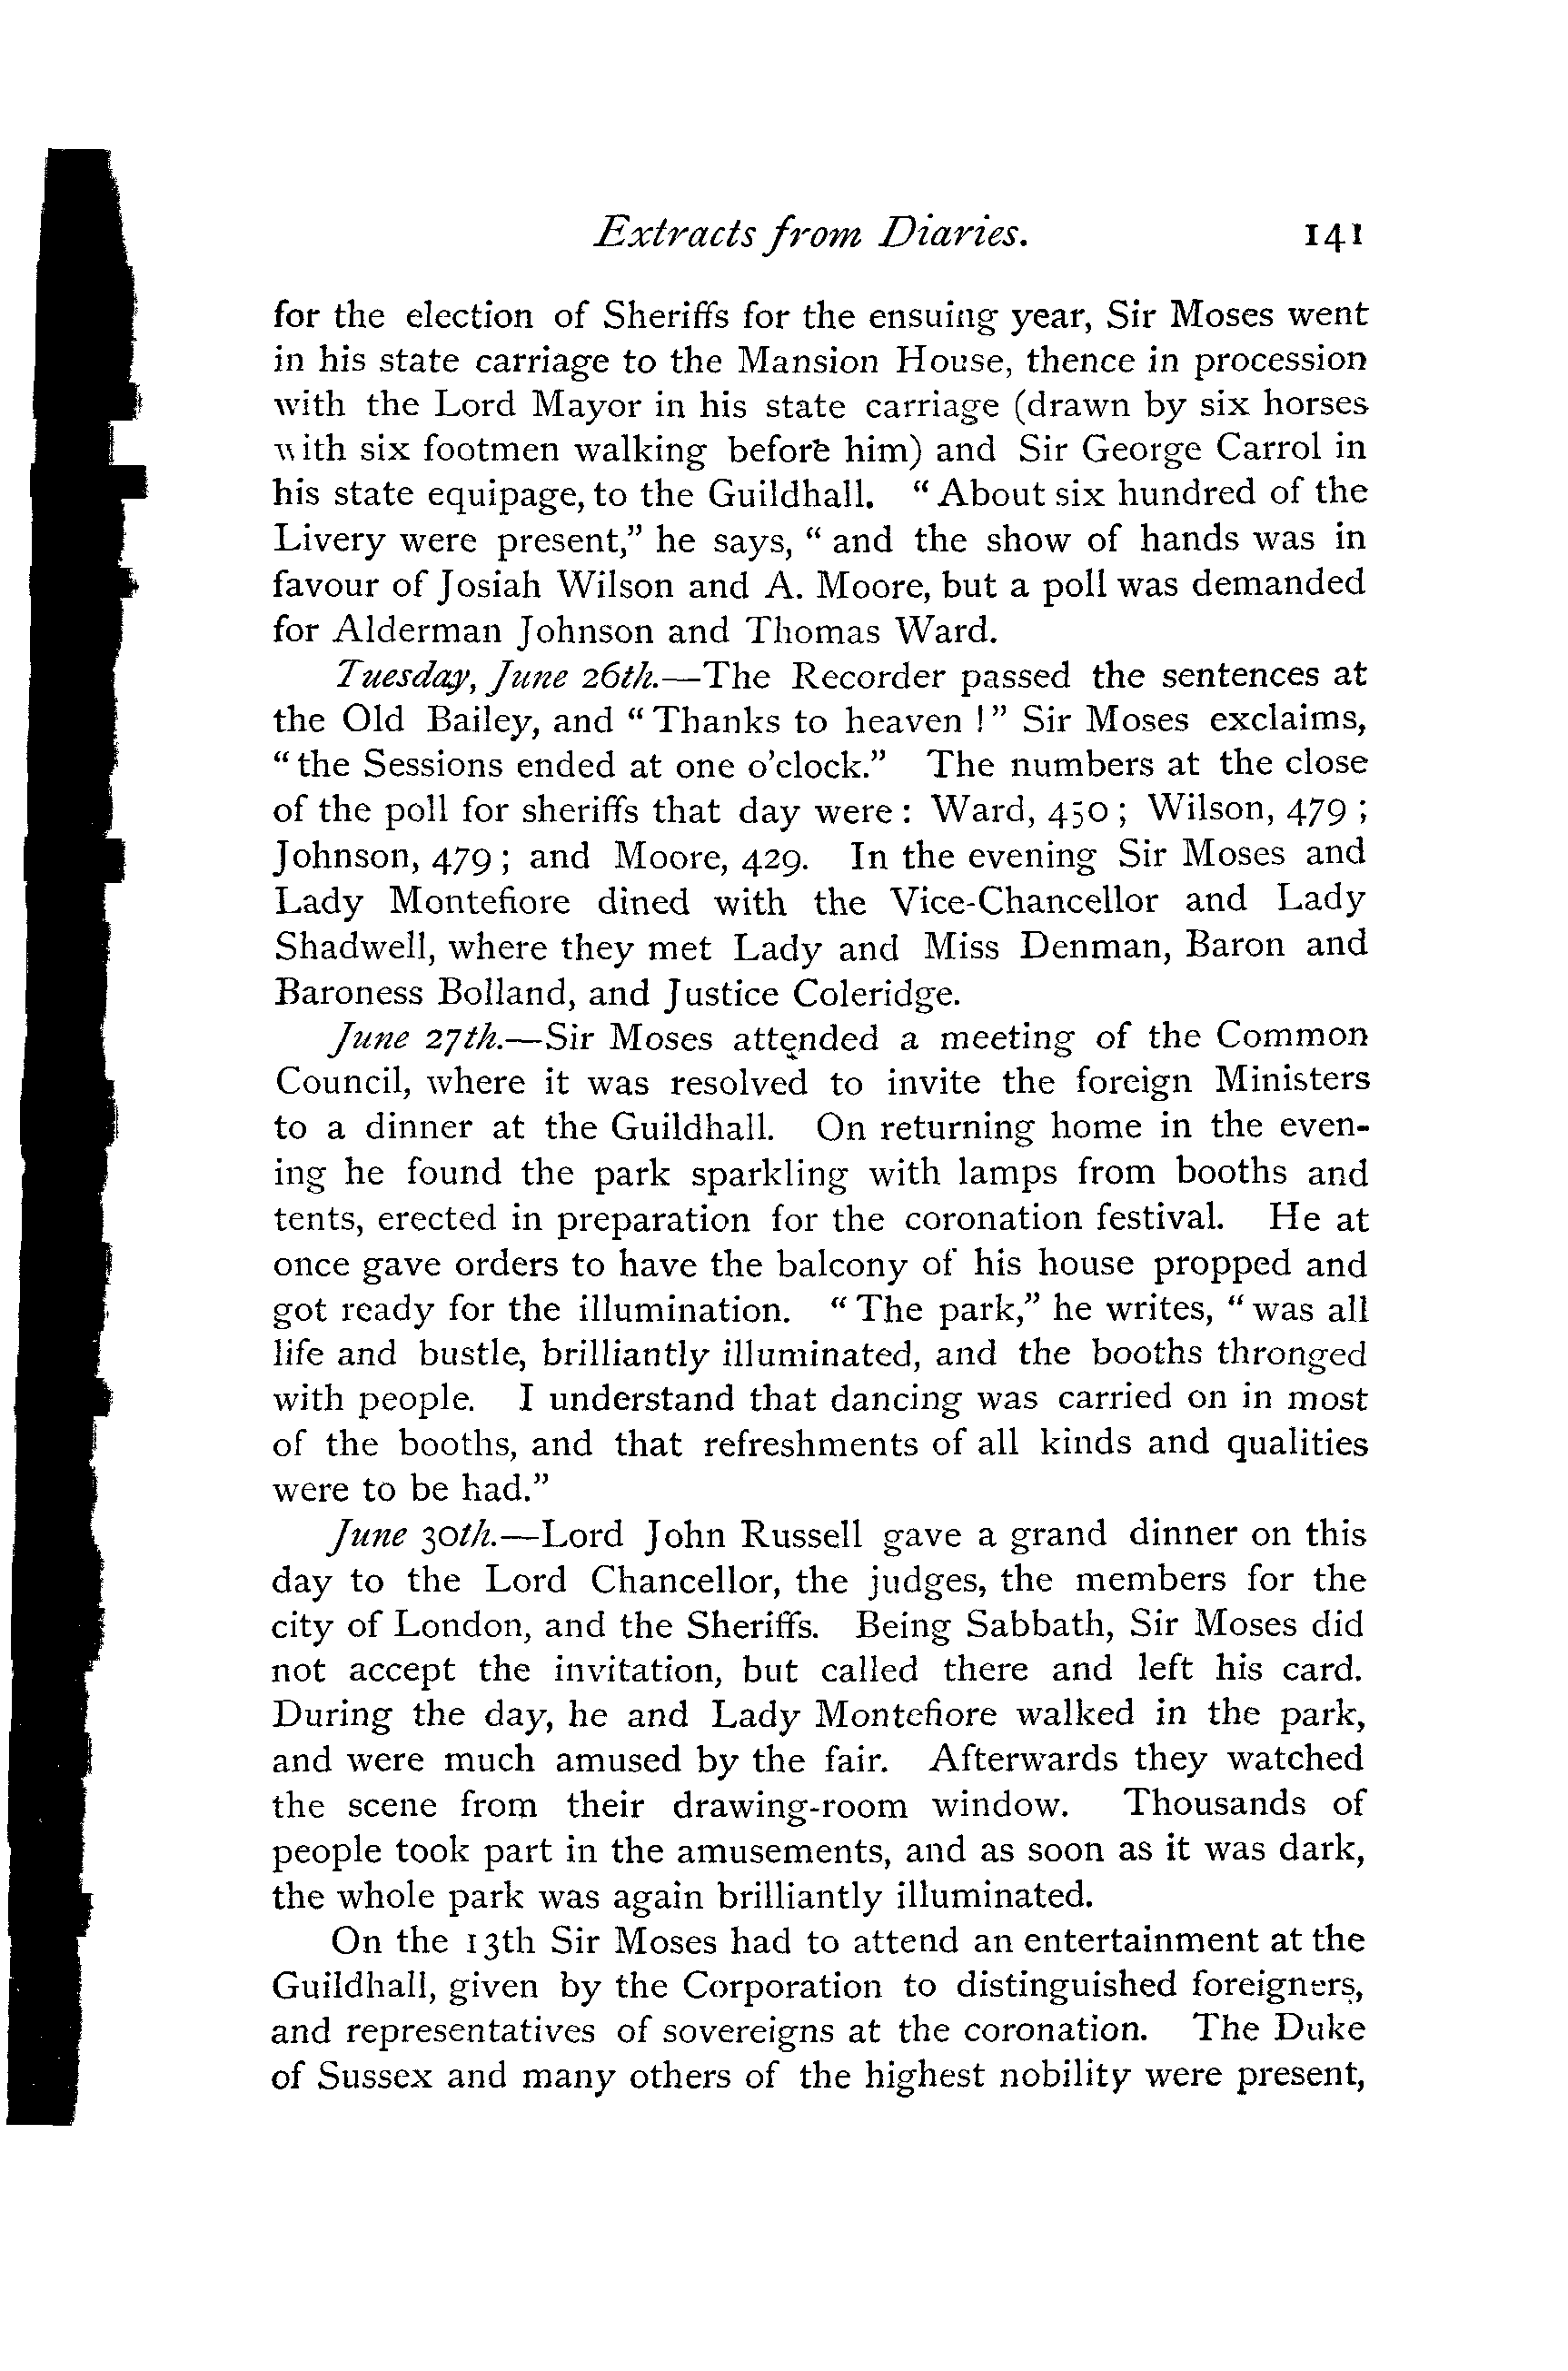 Extracts from Diaries. 141
for the election of Sheriffs for the ensuing year, Sir Moses went
in his state carriage to the Mansion House, thence in procession
with the Lord Mayor in his state carriage (drawn by six horses
with six footmen walking before him) and Sir George Carrol in
his state equipage, to the Guildhall. “About six hundred of the
Livery were present,” he says, “and the show of hands was in
favour of Josiah Wilson and A. Moore, but a poll was demanded
for Alderman Johnson and Thomas Ward.
Tuesday, June 26th.—The Recorder passed the sentences at
the Old Bailey, and “Thanks to heaven!” Sir Moses exclaims,
“the Sessions ended at one o’clock.” The numbers at the close
of the poll for sheriffs that day were: Ward, 450; Wilson, 479;
Johnson, 479; and Moore, 429. In the evening Sir Moses and
Lady Montefiore dined with the Vice-Chancellor and Lady
Shadwell, where they met Lady and Miss Denman, Baron and
Baroness Bolland, and Justice Coleridge.
June 27th.—Sir Moses attended a meeting of the Common
Council, where it was resolved to invite the foreign Ministers
to a dinner at the Guildhall. On returning home in the even-
ing he found the park sparkling with lamps from booths and
tents, erected in preparation for the coronation festival. He at
once gave orders to have the balcony of his house propped and
got ready for the illumination. “The park,” he writes, “was all
life and bustle, brilliantly illuminated, and the booths thronged
with people. I understand that dancing was carried on in most
of the booths, and that refreshments of all kinds and qualities
were to be had.”
June 30th.—Lord John Russell gave a grand dinner on this
day to the Lord Chancellor, the judges, the members for the
city of London, and the Sheriffs. Being Sabbath, Sir Moses did
not accept the invitation, but called there and left his card.
During the day, he and Lady Montefiore walked in the park,
and were much amused by the fair. Afterwards they watched
the scene from their drawing-room window. Thousands of
people took part in the amusements, and as soon as it was dark,
the whole park was again brilliantly illuminated.
On the 13th Sir Moses had to attend an entertainment at the
Guildhall, given by the Corporation to distinguished foreigners,
and representatives of sovereigns at the coronation. The Duke
of Sussex and many others of the highest nobility were present,